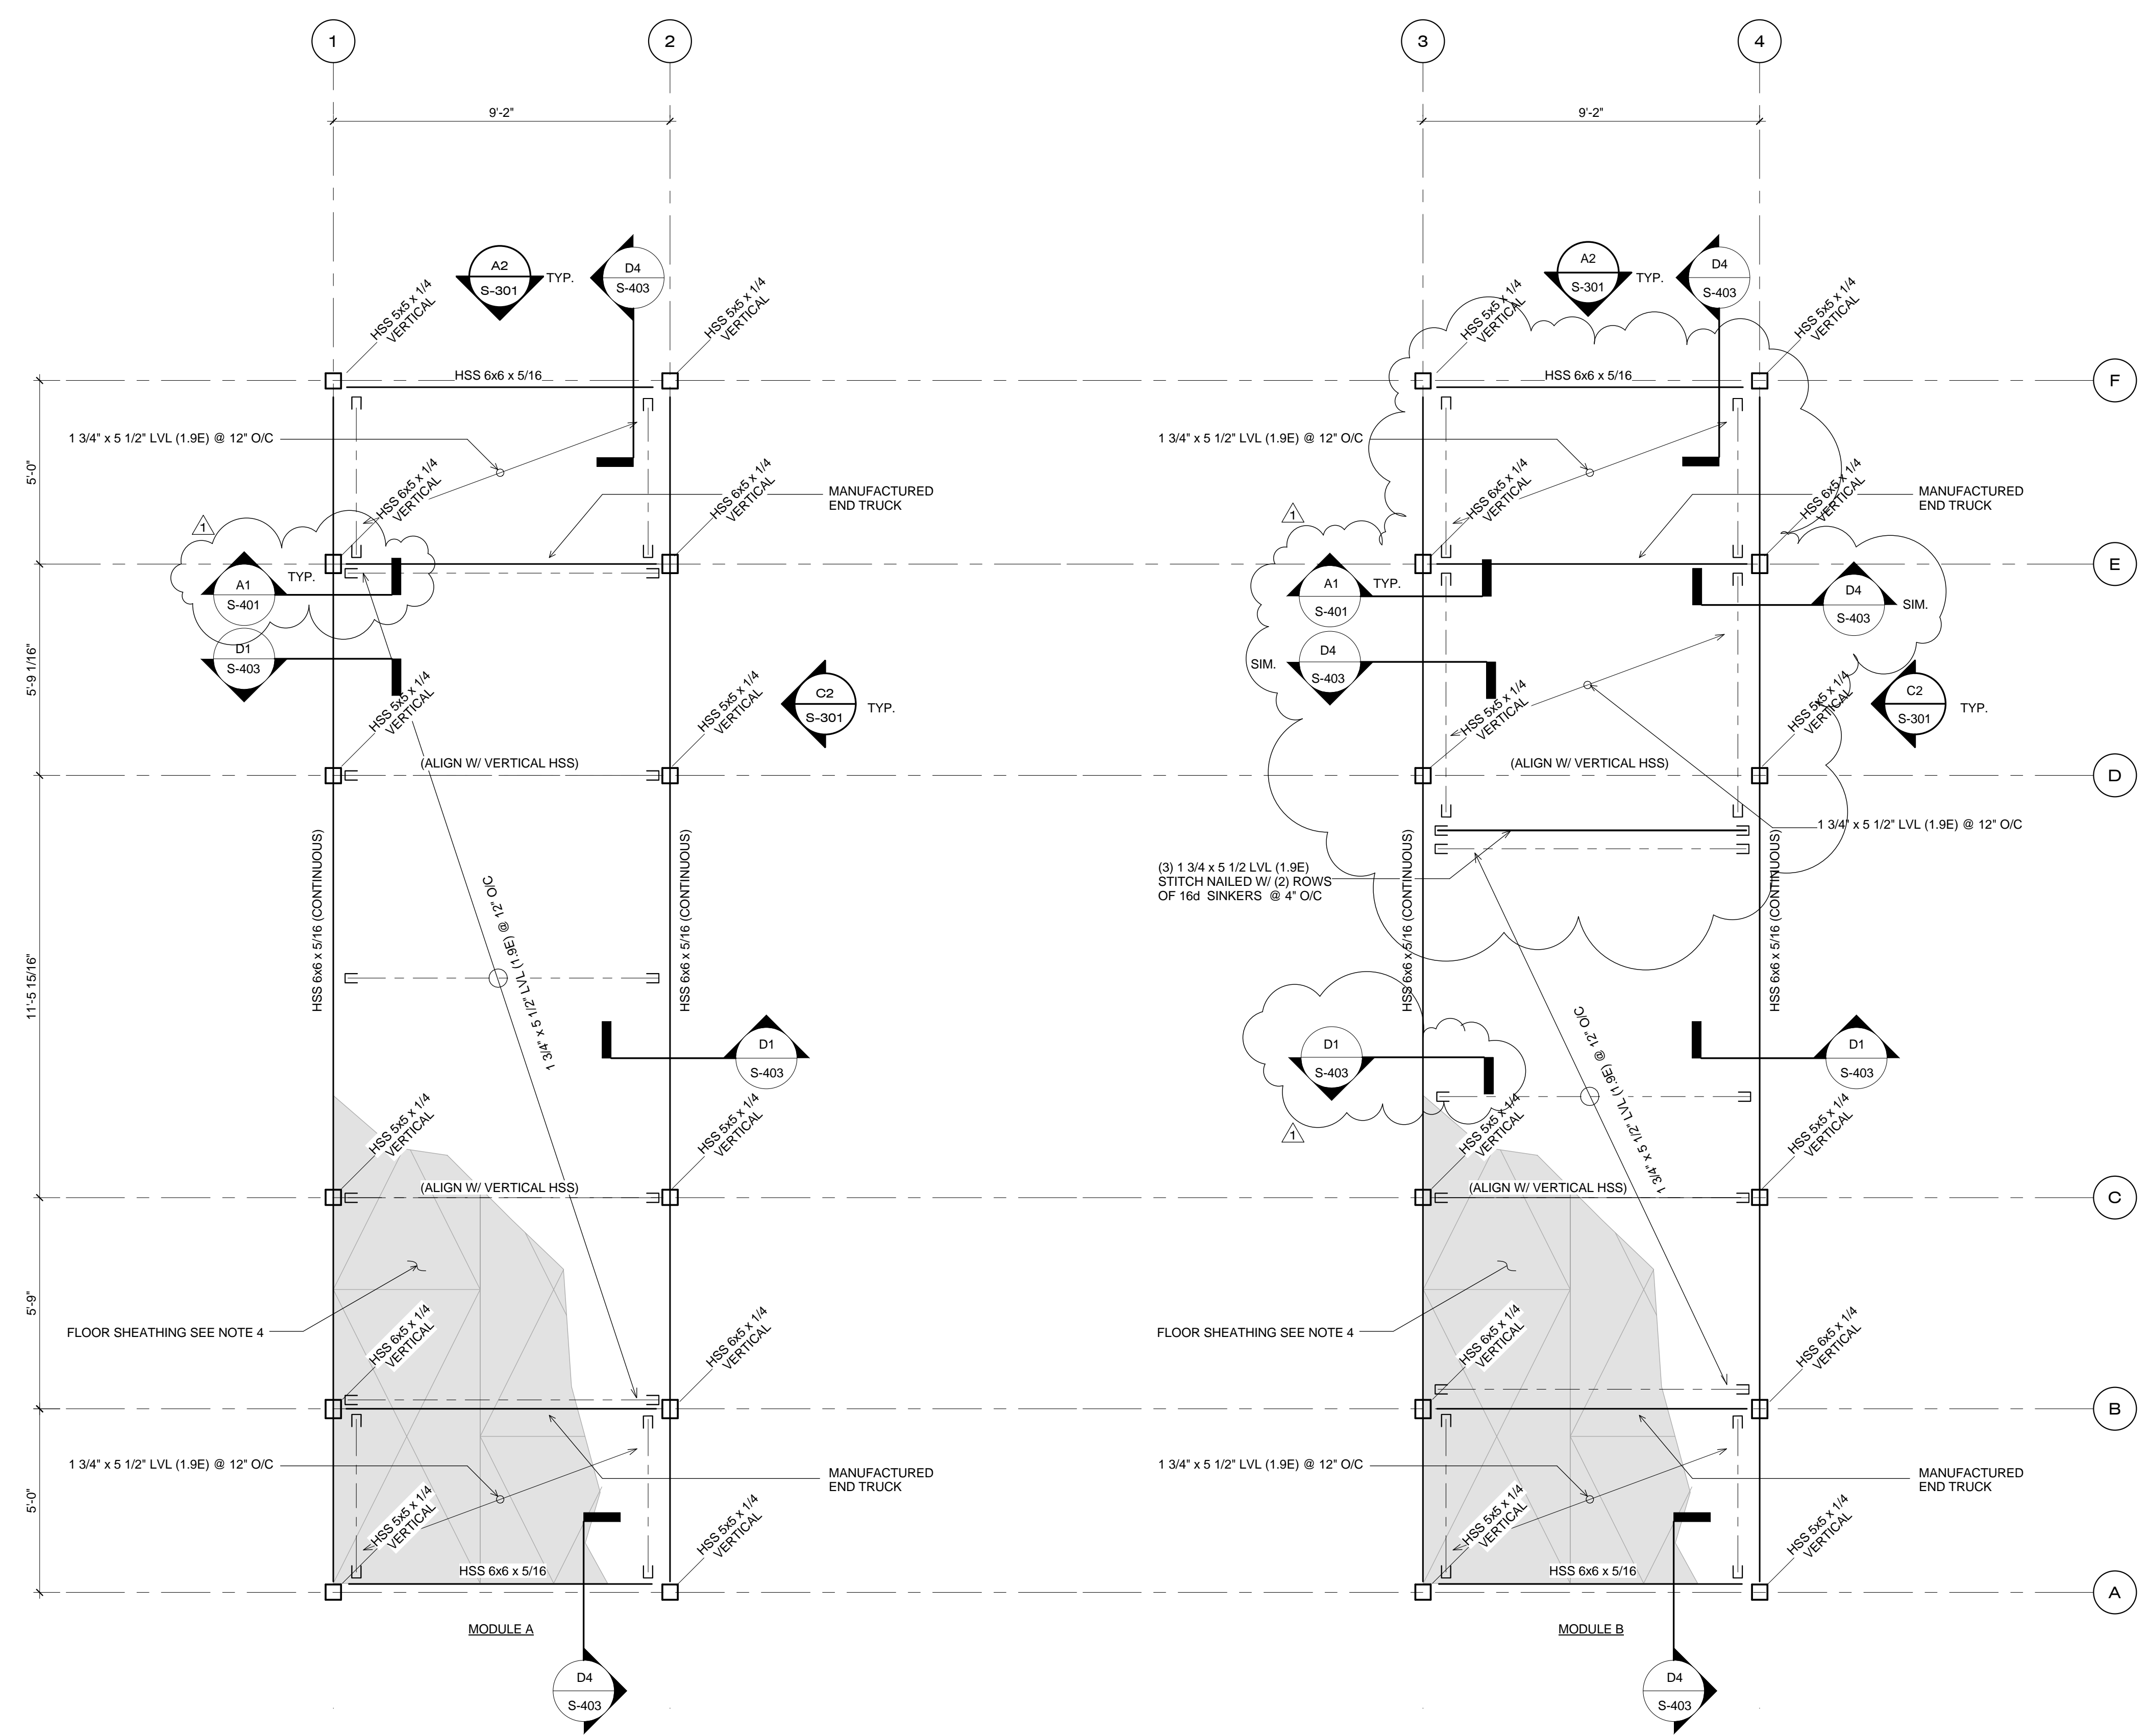 1
2
3
4
9'-2"
9'-2"
A2
S-301
TYP.
D4
S-403
A2
S-301
TYP.
D4
S-403
HSS 5x5 x 1/4
VERTICAL
HSS 5x5 x 1/4
VERTICAL
HSS 5x5 x 1/4
VERTICAL
HSS 5x5 x 1/4
VERTICAL
HSS 6x6 x 5/16
HSS 6x6 x 5/16
F
1 3/4" x 5 1/2" LVL (1.9E) @ 12" O/C
1 3/4" x 5 1/2" LVL (1.9E) @ 12" O/C
5'-0"
HSS 6x5 x 1/4
VERTICAL
HSS 6x5 x 1/4
VERTICAL
MANUFACTURED
END TRUCK
HSS 6x5 x 1/4
VERTICAL
HSS 6x5 x 1/4
VERTICAL
MANUFACTURED
END TRUCK
1
1
E
A1
S-401
TYP.
A1
S-401
TYP.
D4
S-403
SIM.
D1
S-403
SIM.
D4
S-403
5'-9 1/16"
HSS 5x5 x 1/4
VERTICAL
HSS 5x5 x 1/4
VERTICAL
C2
S-301
TYP.
HSS 5x5 x 1/4
VERTICAL
HSS 5x5 x 1/4
VERTICAL
C2
S-301
TYP.
(ALIGN W/ VERTICAL HSS)
(ALIGN W/ VERTICAL HSS)
D
1 3/4" x 5 1/2" LVL (1.9E) @ 12" O/C
(3) 1 3/4 x 5 1/2 LVL (1.9E)
STITCH NAILED W/ (2) ROWS
OF 16d SINKERS @ 4" O/C
HSS 6x6 x 5/16 (CONTINUOUS)
HSS 6x6 x 5/16 (CONTINUOUS)
HSS 6x6 x 5/16 (CONTINUOUS)
HSS 6x6 x 5/16 (CONTINUOUS)
11'-5 15/16"
1 3/4" x 5 1/2" LVL (1.9E) @ 12" O/C
1 3/4" x 5 1/2" LVL (1.9E) @ 12" O/C
D1
S-403
D1
S-403
D1
S-403
1
HSS 5x5 x 1/4
VERTICAL
HSS 5x5 x 1/4
VERTICAL
HSS 5x5 x 1/4
VERTICAL
HSS 5x5 x 1/4
VERTICAL
(ALIGN W/ VERTICAL HSS)
(ALIGN W/ VERTICAL HSS)
C
5'-9"
FLOOR SHEATHING SEE NOTE 4
FLOOR SHEATHING SEE NOTE 4
HSS 6x5 x 1/4
VERTICAL
HSS 6x5 x 1/4
VERTICAL
HSS 6x5 x 1/4
VERTICAL
HSS 6x5 x 1/4
VERTICAL
B
1 3/4" x 5 1/2" LVL (1.9E) @ 12" O/C
MANUFACTURED
END TRUCK
1 3/4" x 5 1/2" LVL (1.9E) @ 12" O/C
MANUFACTURED
END TRUCK
5'-0"
HSS 5x5 x 1/4
VERTICAL
HSS 5x5 x 1/4
VERTICAL
HSS 5x5 x 1/4
VERTICAL
HSS 5x5 x 1/4
VERTICAL
HSS 6x6 x 5/16
HSS 6x6 x 5/16
A
MODULE A
MODULE B
D4
S-403
D4
S-403